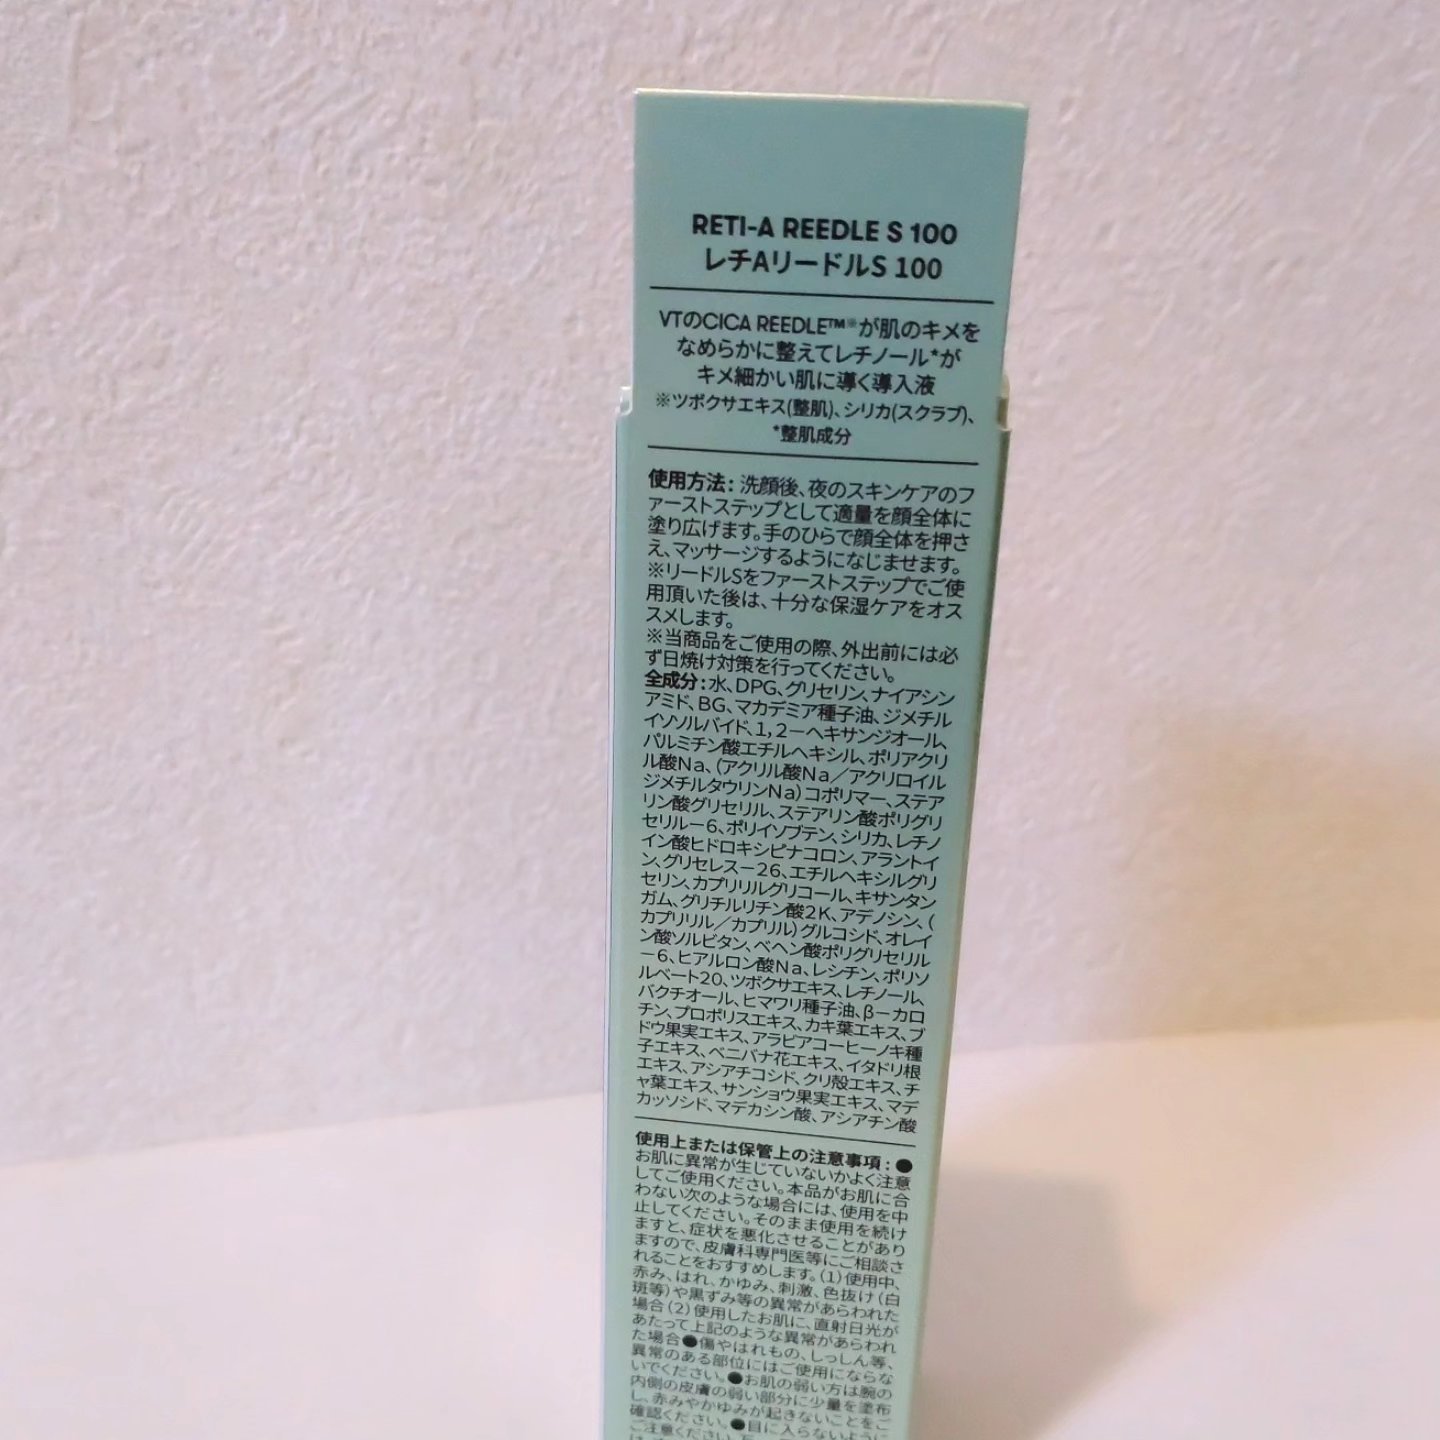 RETI-A REEDLE S 100
レチAリードルS 100
VTのCICA REEDLE™※が肌のキメを
なめらかに整えてレチノール*が
キメ細かい肌に導く導入液
※ツボクサエキス(整肌)、シリカ(スクラブ)、
*整肌成分
使用方法：洗顔後、夜のスキンケアのフ
ァーストステップとして適量を顔全体に
塗り広げます。手のひらで顔全体を押さ
え、マッサージするようになじませます。
※リードルSをファーストステップでご使
用頂いた後は、十分な保湿ケアをオス
スメします。
※当商品をご使用の際、外出前には必
ず日焼け対策を行ってください。
全成分：水、DPG、グリセリン、ナイアシン
アミド、BG、マカデミア種子油、ジメチル
イソソルバイド、1,2－ヘキサンジオール、
パルミチン酸エチルヘキシル、ポリアクリ
ル酸Na、(アクリル酸Na／アクリロイル
ジメチルタウリンNa)コポリマー、ステア
リン酸グリセリル、ステアリン酸ポリグリ
セリル－6、ポリイソブテン、シリカ、レチノ
イン酸ヒドロキシピナコロン、アラントイ
ン、グリセレス－26、エチルヘキシルグリ
セリン、カプリリルグリコール、キサンタン
ガム、グリチルリチン酸2K、アデノシン、(
カプリリル／カプリル)グルコシド、オレイ
ン酸ソルビタン、ベヘン酸ポリグリセリル
－6、ヒアルロン酸Na、レシチン、ポリソ
ルベート20、ツボクサエキス、レチノール、
バクチオール、ヒマワリ種子油、β－カロ
チン、プロポリスエキス、カキ葉エキス、ブ
ドウ果実エキス、アラビアコーヒーノキ種
子エキス、ベニバナ花エキス、イタドリ根
エキス、アシアチコシド、クリ殻エキス、チ
ャ葉エキス、サンショウ果実エキス、マデ
カッソシド、マデカシン酸、アシアチン酸
使用上または保管上の注意事項：●
お肌に異常が生じていないかよく注意
してご使用ください。本品がお肌に合
わない次のような場合には、使用を中
止してください。そのまま使用を続け
ますと、症状を悪化させることがあり
ますので、皮膚科専門医等にご相談さ
れることをおすすめします。(1)使用中、
赤み、はれ、かゆみ、刺激、色抜け(白
斑等)や黒ずみ等の異常があらわれた
場合(2)使用したお肌に、直射日光が
あたって上記のような異常があらわれ
た場合●傷やはれもの、しっしん等、
異常のある部位にはご使用にならな
いでください。●お肌の弱い方は腕の
内側の皮膚の弱い部分に少量を塗布
し、赤みやかゆみが起きないことをご
確認ください。●目に入らないように
ご注意ください。